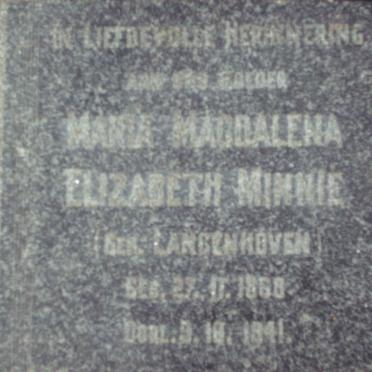 IN LIEFDEVOLLE HERINNERING
AAN ONS MOEDER
MARIA MAGDALENA
ELIZABETH MINNIE
(GEB. LANGENHOVEN)
GEB. 27. 11. 1868
OORL. 9. 10. 1941.